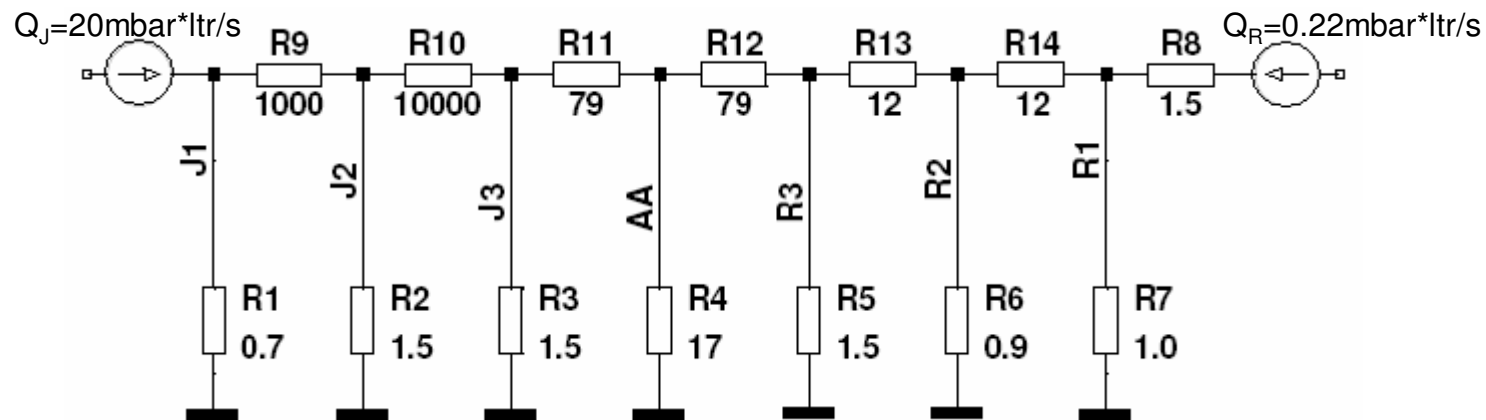 Q_J=20mbar*ltr/s
Q_R=0.22mbar*ltr/s
R9 R10 R11 R12 R13 R14 R8
1000 10000 79 79 12 12 1.5
J1 J2 J3 AA R3 R2 R1
R1 R2 R3 R4 R5 R6 R7
0.7 1.5 1.5 17 1.5 0.9 1.0